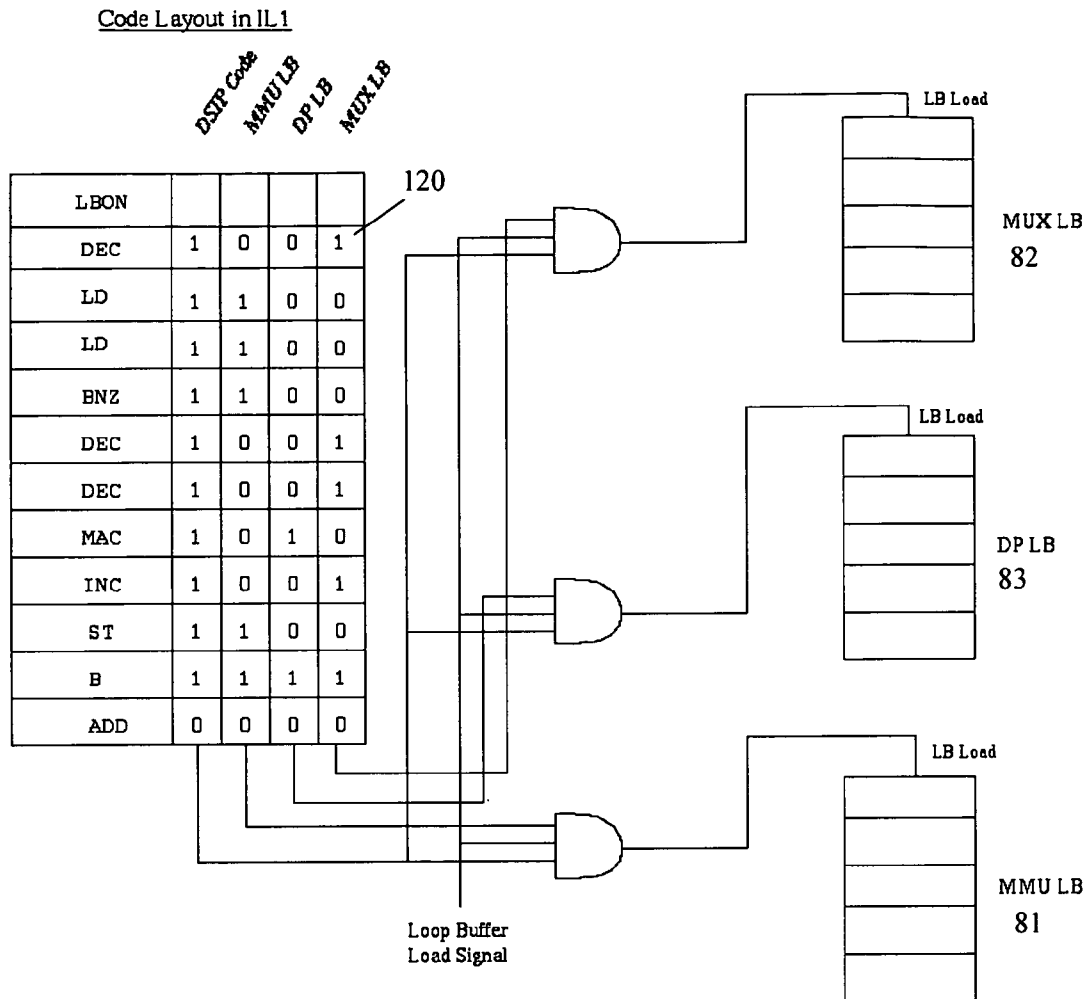 Code Layout in IL1
DSIP Code
MMU LB
DP LB
MUX LB
LBON
DEC 1 0 0 1
LD 1 1 0 0
LD 1 1 0 0
BNZ 1 1 0 0
DEC 1 0 0 1
DEC 1 0 0 1
MAC 1 0 1 0
INC 1 0 0 1
ST 1 1 0 0
B 1 1 1 1
ADD 0 0 0 0
120
LB Load
MUX LB
82
LB Load
DP LB
83
LB Load
MMU LB
81
Loop Buffer
Load Signal